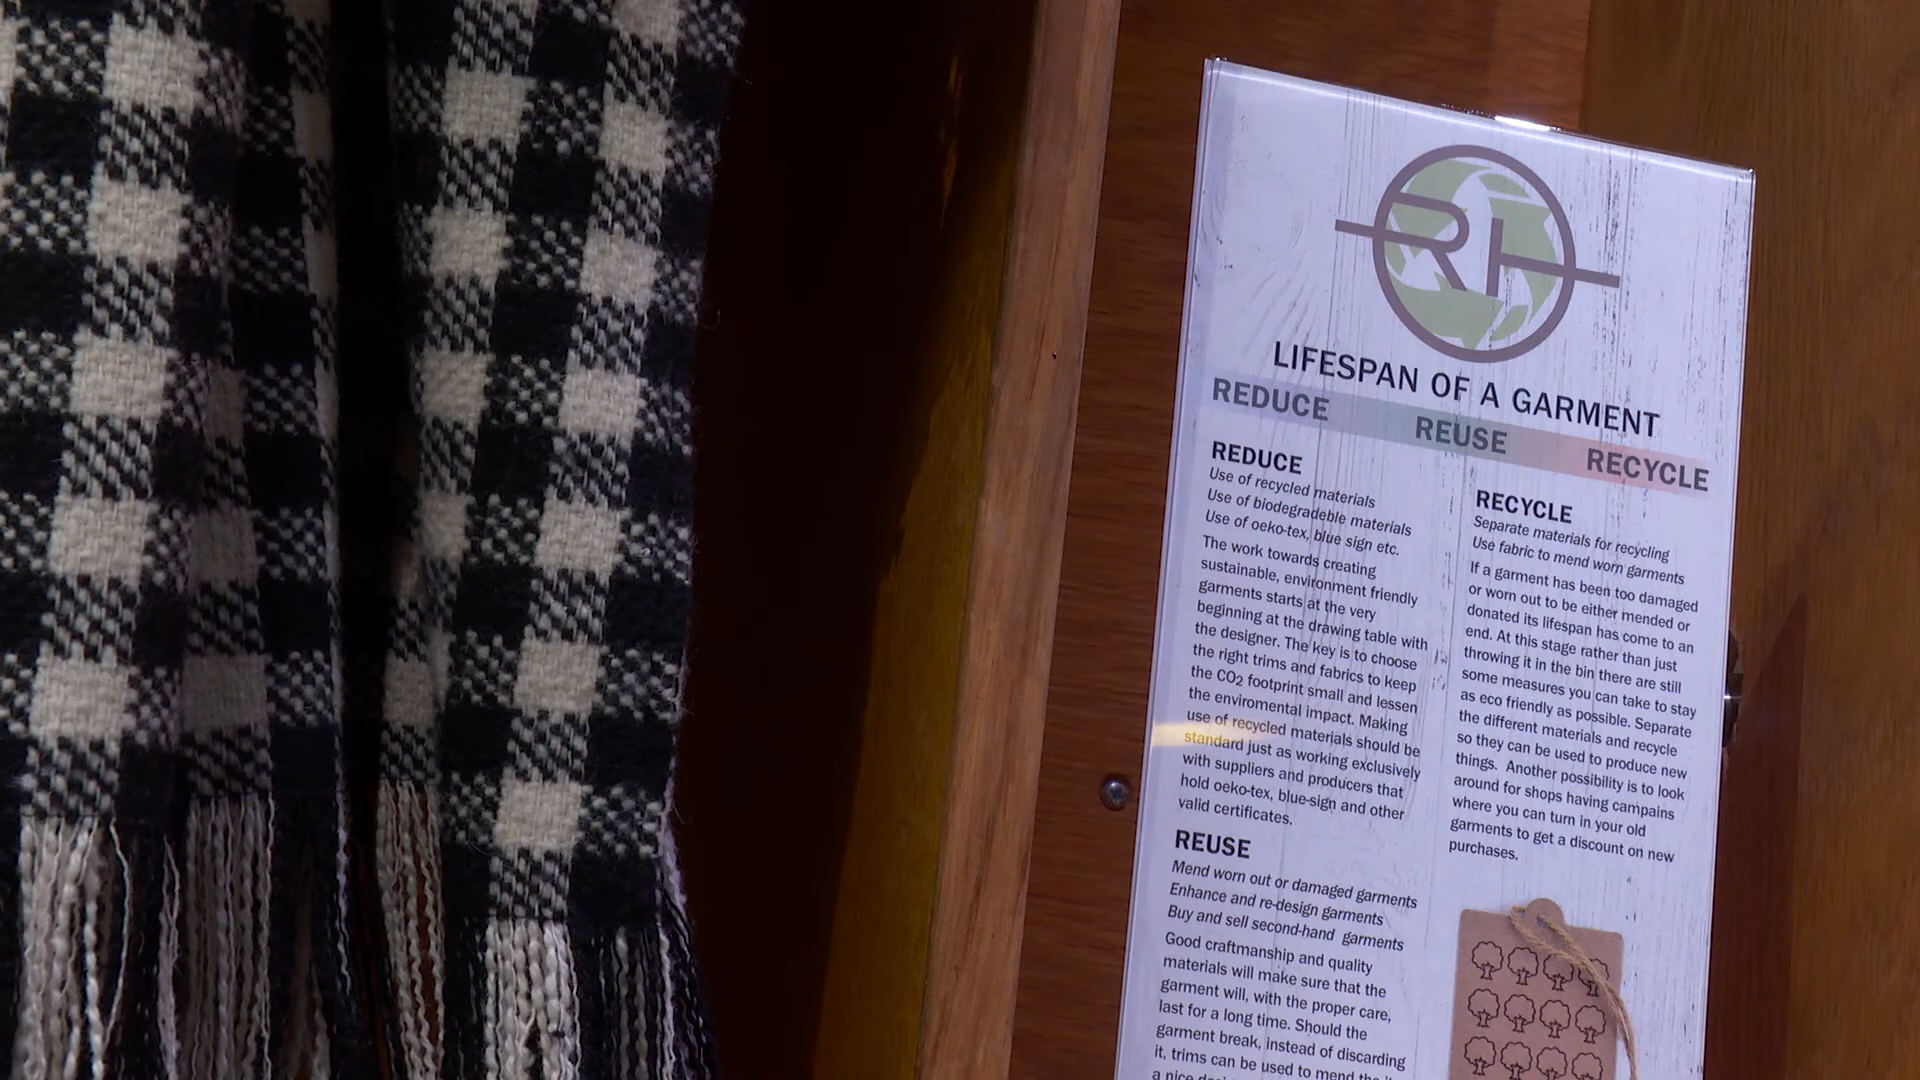 RH
LIFESPAN OF A GARMENT
REDUCE REUSE RECYCLE
REDUCE
Use of recycled materials
Use of biodegradeble materials
Use of oeko-tex, blue sign etc.
The work towards creating
sustainable, environment friendly
garments starts at the very
beginning at the drawing table with
the designer. The key is to choose
the right trims and fabrics to keep
the CO2 footprint small and lessen
the enviromental impact. Making
use of recycled materials should be
standard just as working exclusively
with suppliers and producers that
hold oeko-tex, blue-sign and other
valid certificates.
REUSE
Mend worn out or damaged garments
Enhance and re-design garments
Buy and sell second-hand garments
Good craftmanship and quality
materials will make sure that the
garment will, with the proper care,
last for a long time. Should the
garment break, instead of discarding
it, trims can be used to mend the
a nice
RECYCLE
Separate materials for recycling
Use fabric to mend worn garments
If a garment has been too damaged
or worn out to be either mended or
donated its lifespan has come to an
end. At this stage rather than just
throwing it in the bin there are still
some measures you can take to stay
as eco friendly as possible. Separate
the different materials and recycle
so they can be used to produce new
things. Another possibility is to look
around for shops having campains
where you can turn in your old
garments to get a discount on new
purchases.